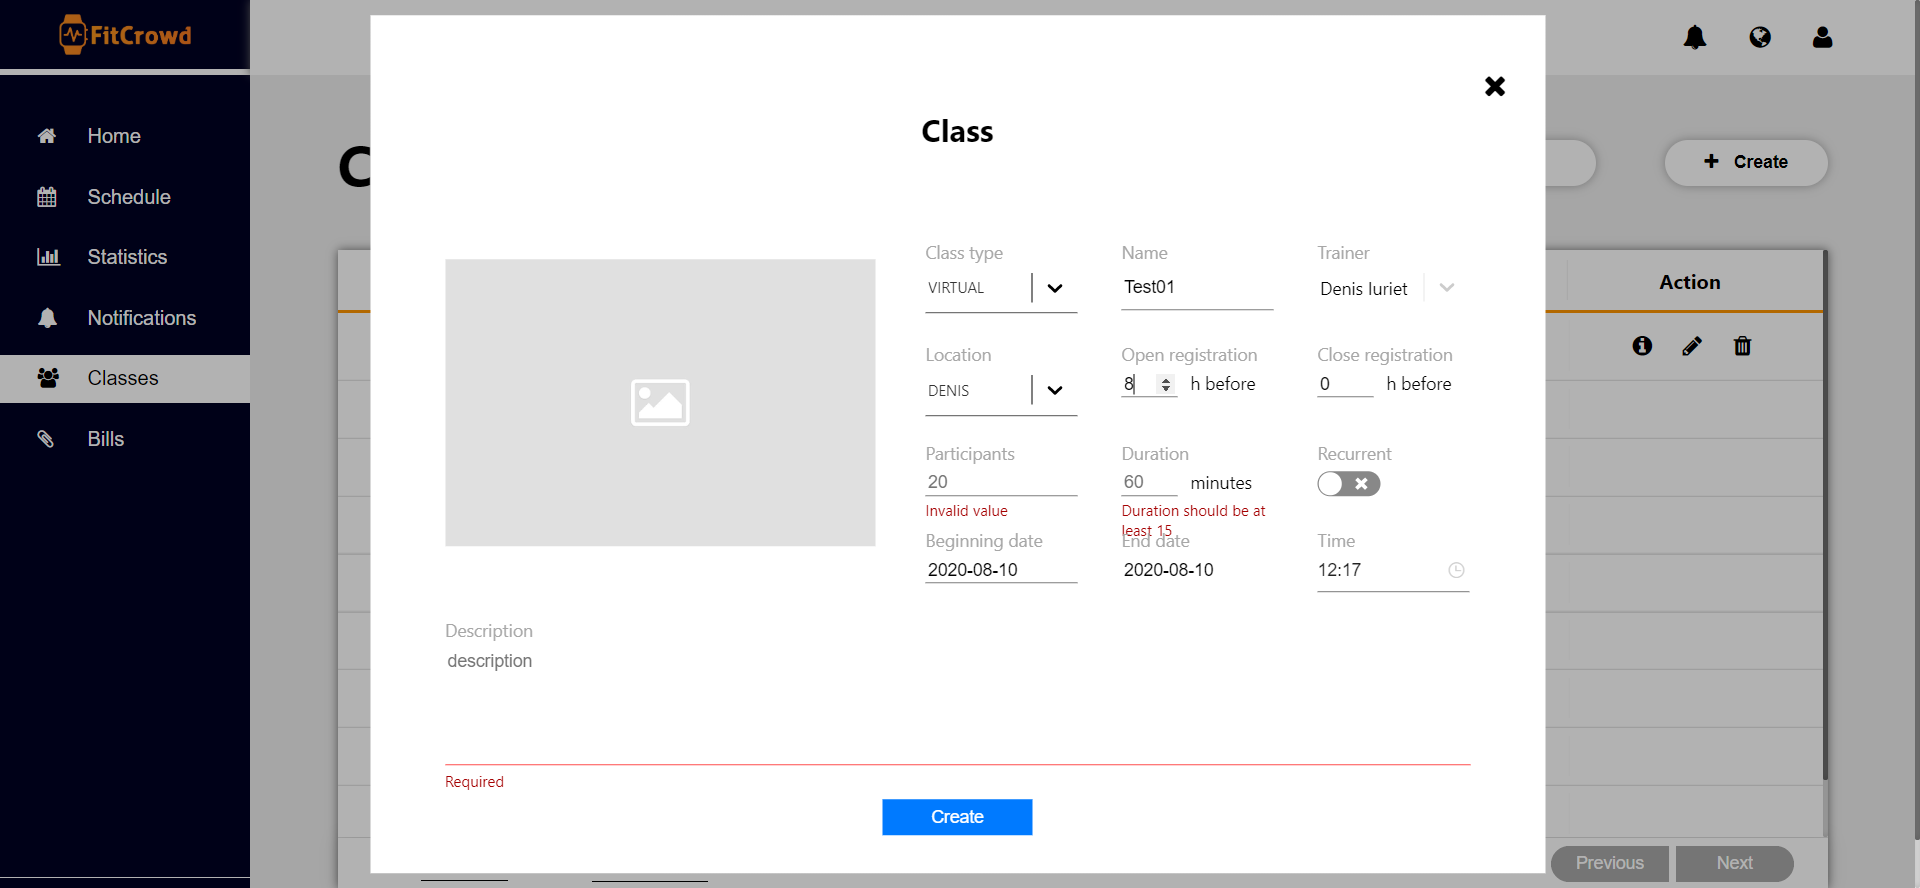 FitCrowd
Home
Schedule
Statistics
Notifications
Classes
Bills
C
Create
Action
Class
Class type
Name
Trainer
VIRTUAL
Test01
Denis Iuriet
Location
Open registration
Close registration
DENIS
8
h before
0
h before
Participants
Duration
Recurrent
20
60
minutes
Invalid value
Duration should be at
least 15
Beginning date
End date
Time
2020-08-10
2020-08-10
12:17
Description
description
Required
Create
Previous
Next